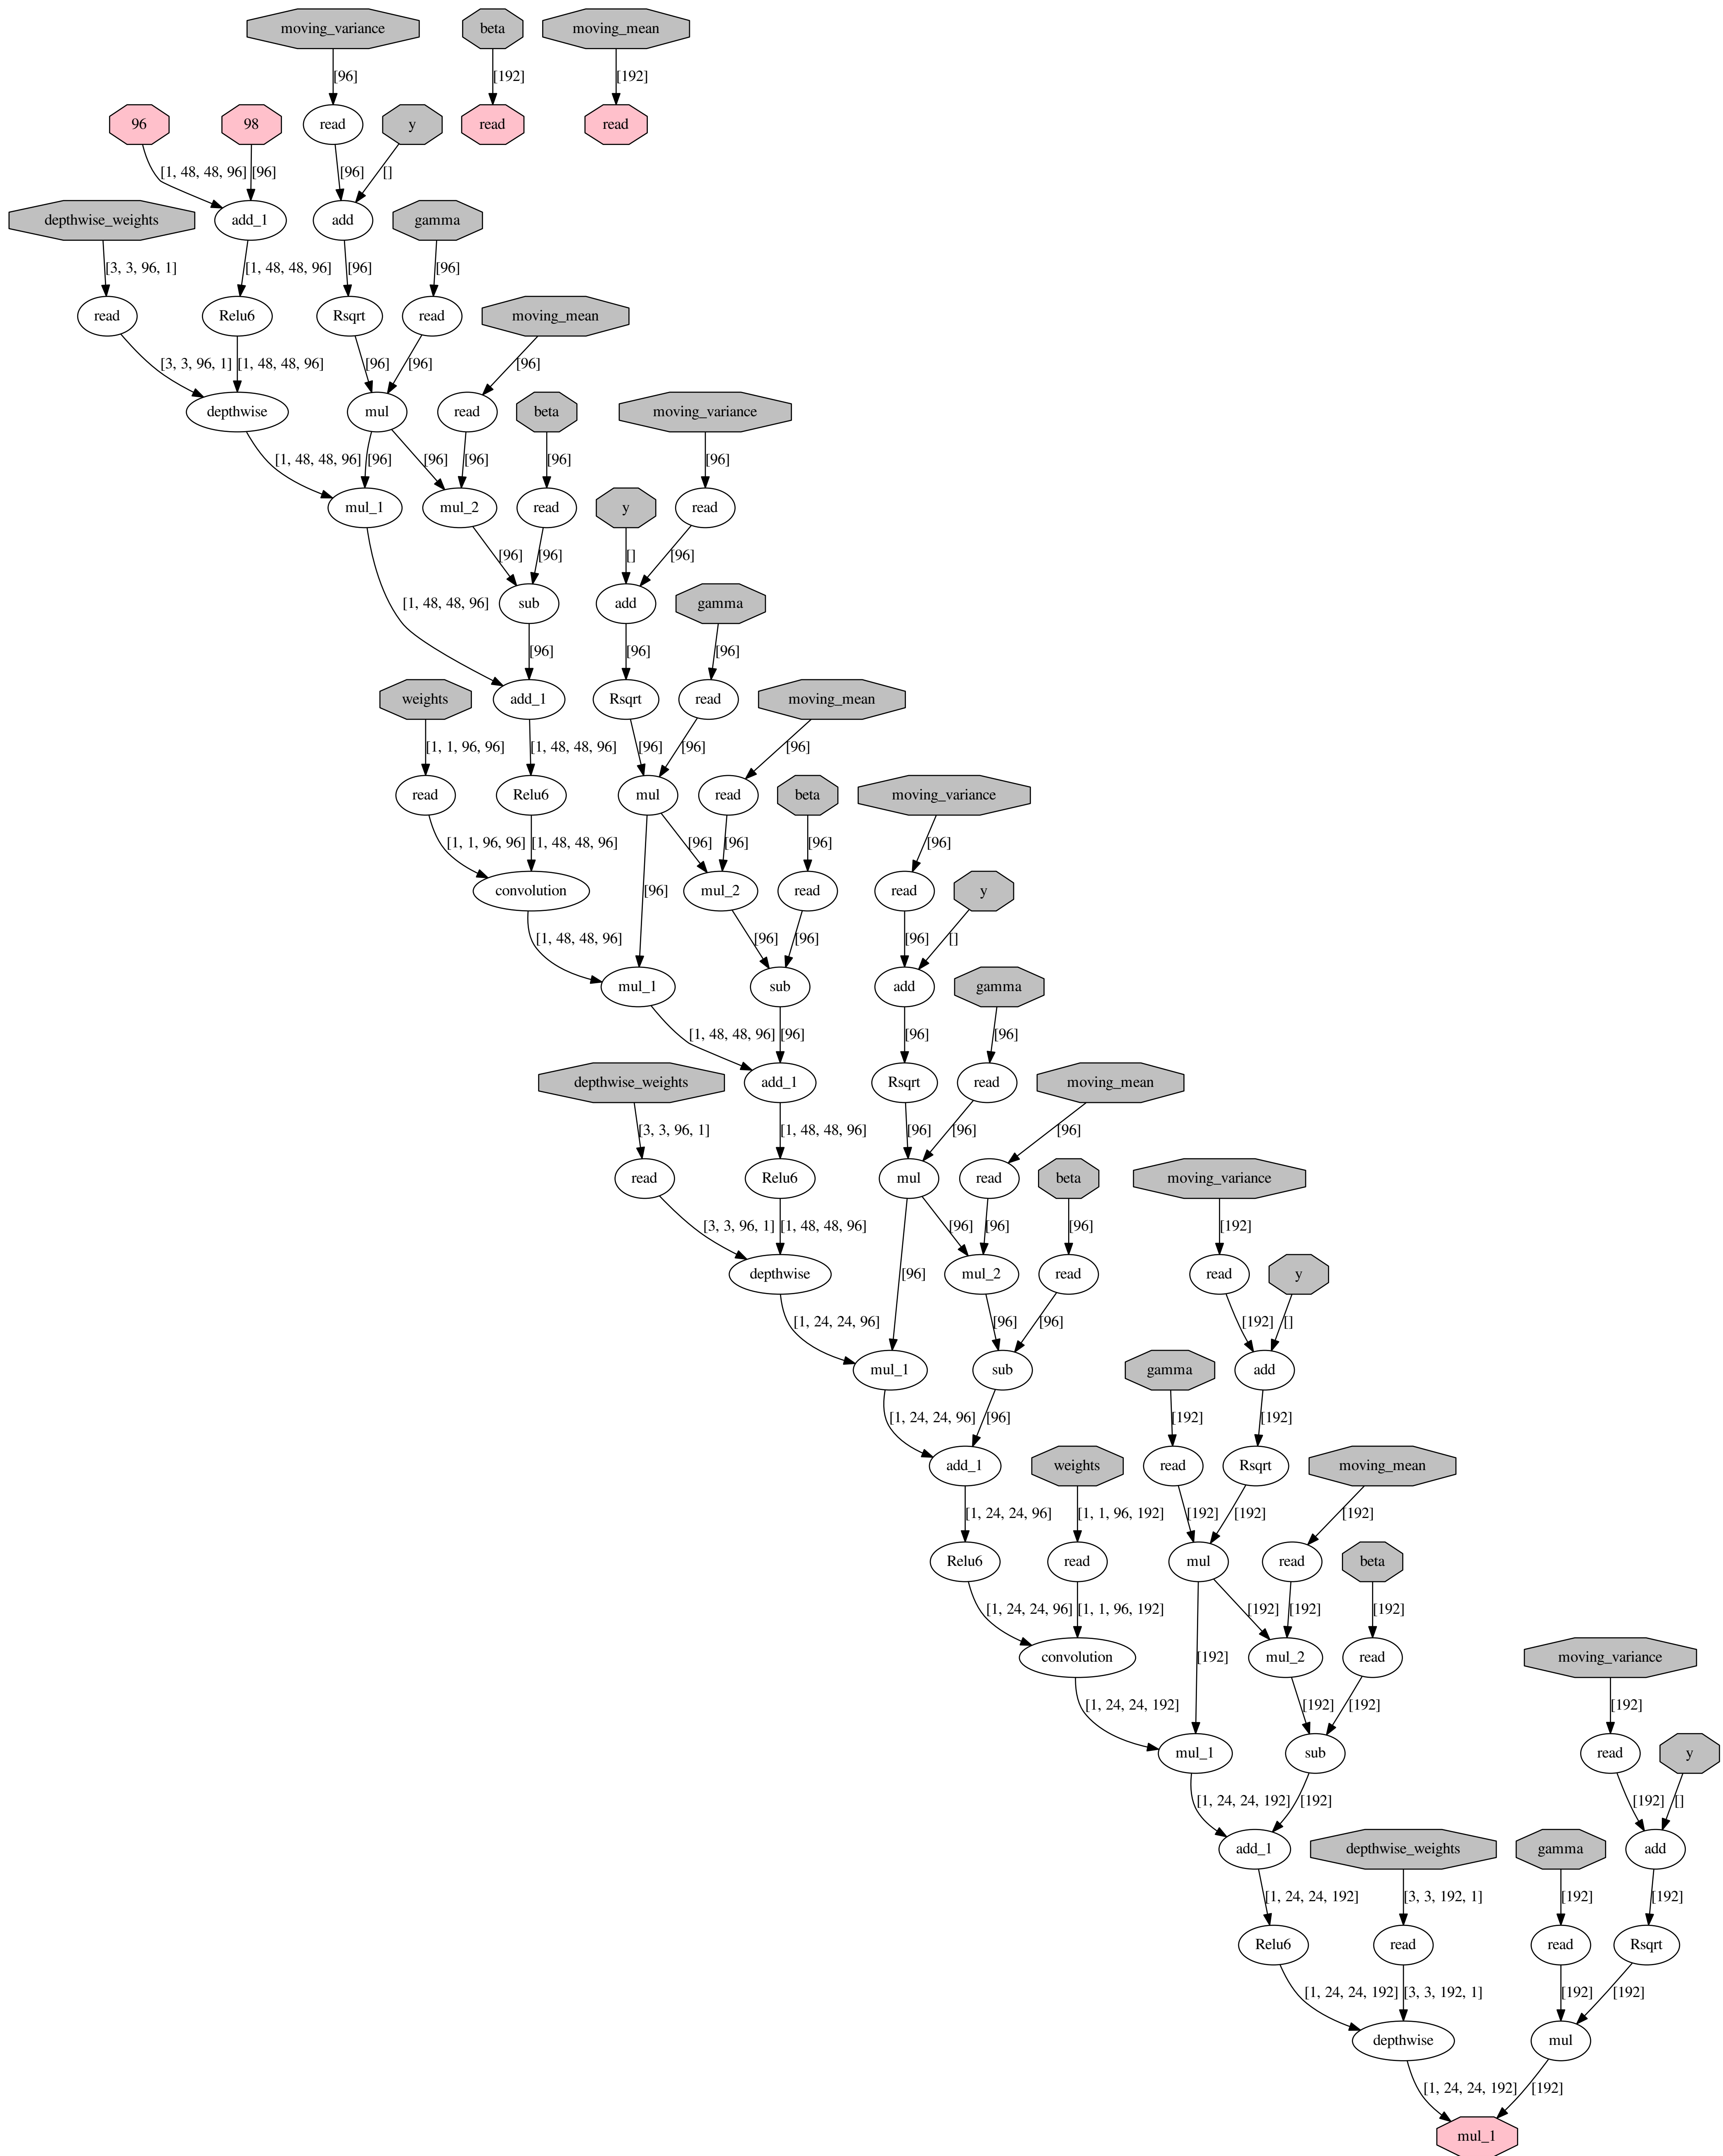 moving_variance beta moving_mean
[96] [192] [192]
96 98 read y read read
[1, 48, 48, 96] [96] [96] []
depthwise_weights add_1 add gamma
[3, 3, 96, 1] [1, 48, 48, 96] [96] [96]
read Relu6 Rsqrt read moving_mean
[3, 3, 96, 1] [1, 48, 48, 96] [96] [96] [96]
depthwise mul read beta moving_variance
[1, 48, 48, 96] [96] [96] [96] [96] [96]
mul_1 mul_2 read y read
[96] [96] [] [96]
[1, 48, 48, 96] sub add gamma
[96] [96] [96]
weights add_1 Rsqrt read moving_mean
[1, 1, 96, 96] [1, 48, 48, 96] [96] [96] [96]
read Relu6 mul read beta moving_variance
[1, 1, 96, 96] [1, 48, 48, 96] [96] [96] [96] [96]
convolution [96] mul_2 read read y
[1, 48, 48, 96] [96] [96] [96] []
mul_1 sub add gamma
[1, 48, 48, 96] [96] [96] [96]
depthwise_weights add_1 Rsqrt read moving_mean
[3, 3, 96, 1] [1, 48, 48, 96] [96] [96] [96]
read Relu6 mul read beta moving_variance
[3, 3, 96, 1] [1, 48, 48, 96] [96] [96] [96] [192]
depthwise [96] mul_2 read read y
[1, 24, 24, 96] [96] [96] [192] []
mul_1 sub gamma add
[1, 24, 24, 96] [96] [192] [192]
add_1 weights read Rsqrt moving_mean
[1, 24, 24, 96] [1, 1, 96, 192] [192] [192] [192]
Relu6 read mul read beta
[1, 24, 24, 96] [1, 1, 96, 192] [192] [192] [192]
convolution [192] mul_2 read moving_variance
[1, 24, 24, 192] [192] [192] [192]
mul_1 sub read y
[1, 24, 24, 192] [192] [192] []
add_1 depthwise_weights gamma add
[1, 24, 24, 192] [3, 3, 192, 1] [192] [192]
Relu6 read read Rsqrt
[1, 24, 24, 192] [3, 3, 192, 1] [192] [192]
depthwise mul
[1, 24, 24, 192] [192]
mul_1